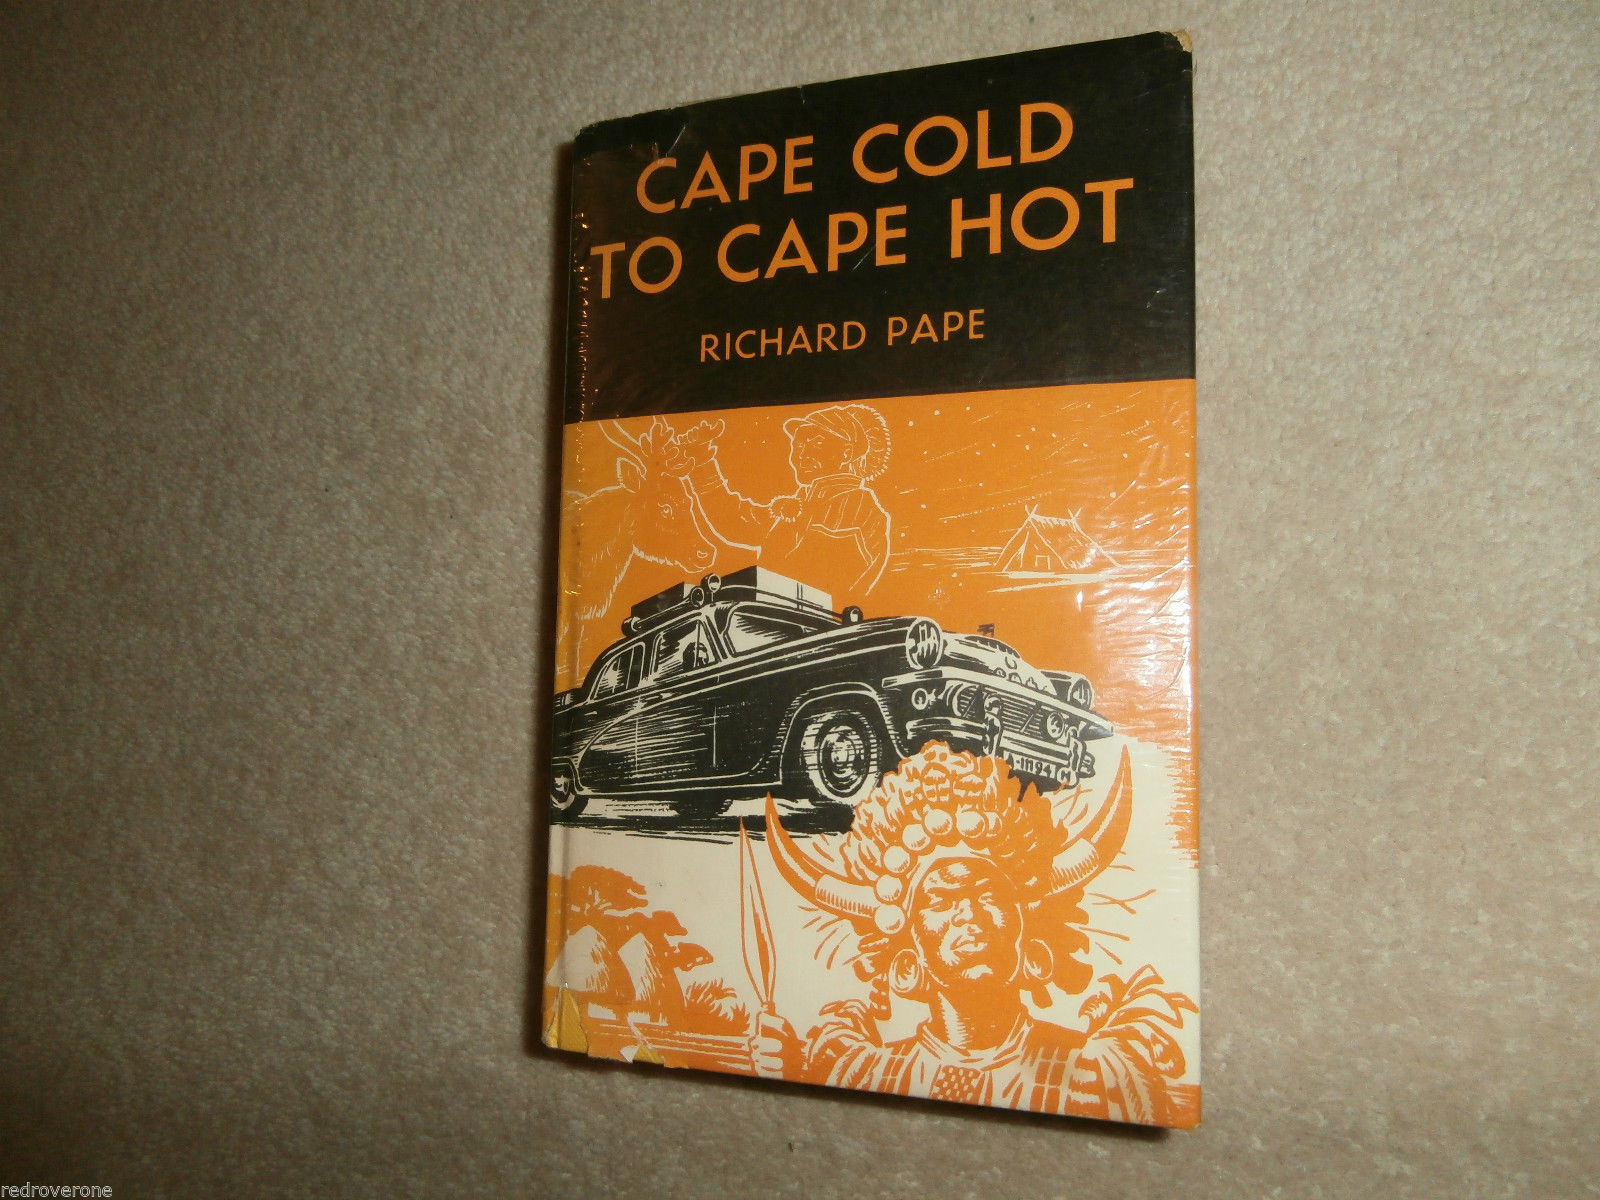 CAPE COLD
TO CAPE HOT
RICHARD PAPE
redroverone